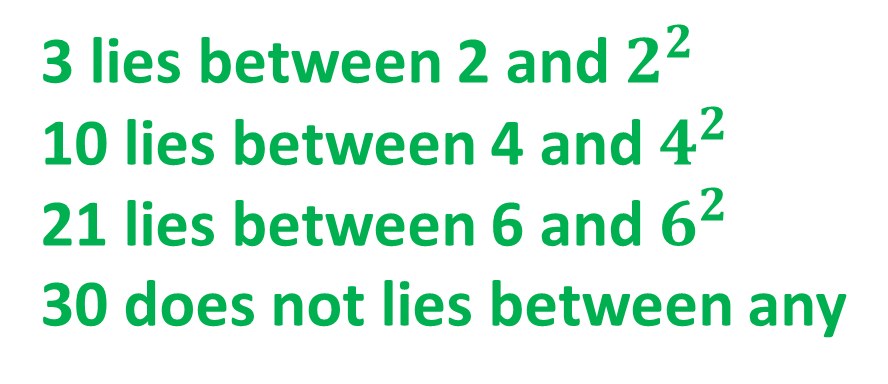 3 lies between 2 and 2²
10 lies between 4 and 4²
21 lies between 6 and 6²
30 does not lies between any